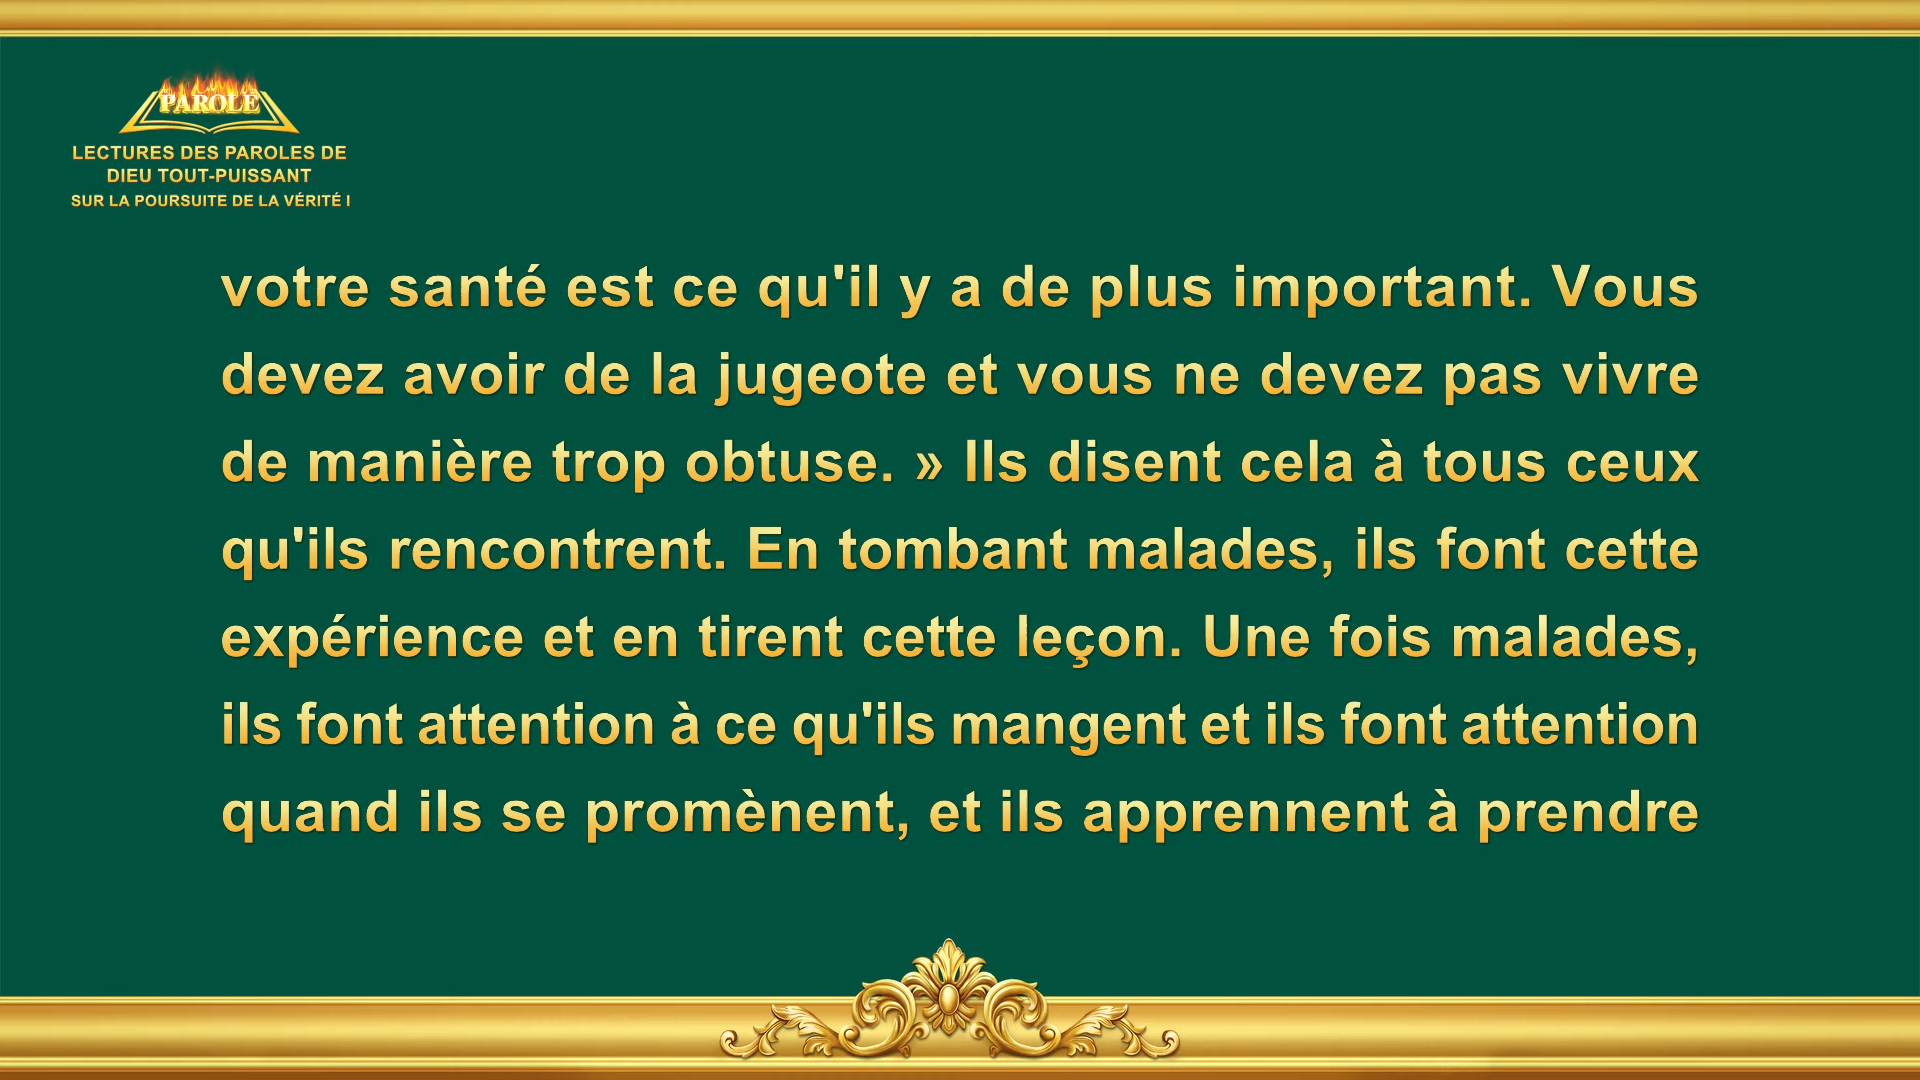 PAROLE
LECTURES DES PAROLES DE
DIEU TOUT-PUISSANT
SUR LA POURSUITE DE LA VÉRITÉ I
votre santé est ce qu'il y a de plus important. Vous
devez avoir de la jugeote et vous ne devez pas vivre
de manière trop obtuse. » Ils disent cela à tous ceux
qu'ils rencontrent. En tombant malades, ils font cette
expérience et en tirent cette leçon. Une fois malades,
ils font attention à ce qu'ils mangent et ils font attention
quand ils se promènent, et ils apprennent à prendre